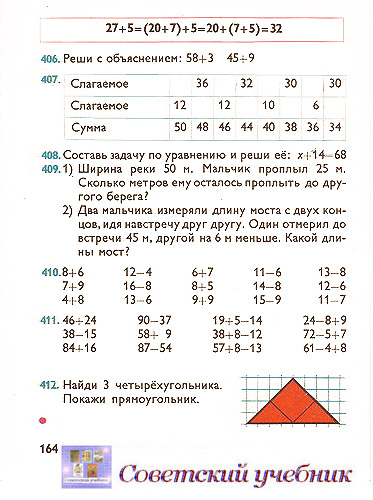 27+5=(20+7)+5=20+(7+5)=32
406. Реши с объяснением: 58+3 45+9
407.
Слагаемое 36 32 30 30
Слагаемое 12 12 10 6
Сумма 50 48 46 44 40 38 36 34
408. Составь задачу по уравнению и реши её: x+14=68
409. 1) Ширина реки 50 м. Мальчик проплыл 25 м.
Сколько метров ему осталось проплыть до дру-
гого берега?
2) Два мальчика измеряли длину моста с двух кон-
цов, идя навстречу друг другу. Один отмерил до
встречи 45 м, другой на 6 м меньше. Какой дли-
ны мост?
410. 8+6 12−4 6+7 11−6 13−8
7+9 16−8 8+5 14−8 12−6
4+8 13−6 9+9 15−9 11−7
411. 46+24 90−37 19+5−14 24−8+9
38−15 58+9 38+8−12 72−5+7
84+16 87−54 57+8−13 61−4+8
412. Найди 3 четырёхугольника.
Покажи прямоугольник.
164
Советский учебник